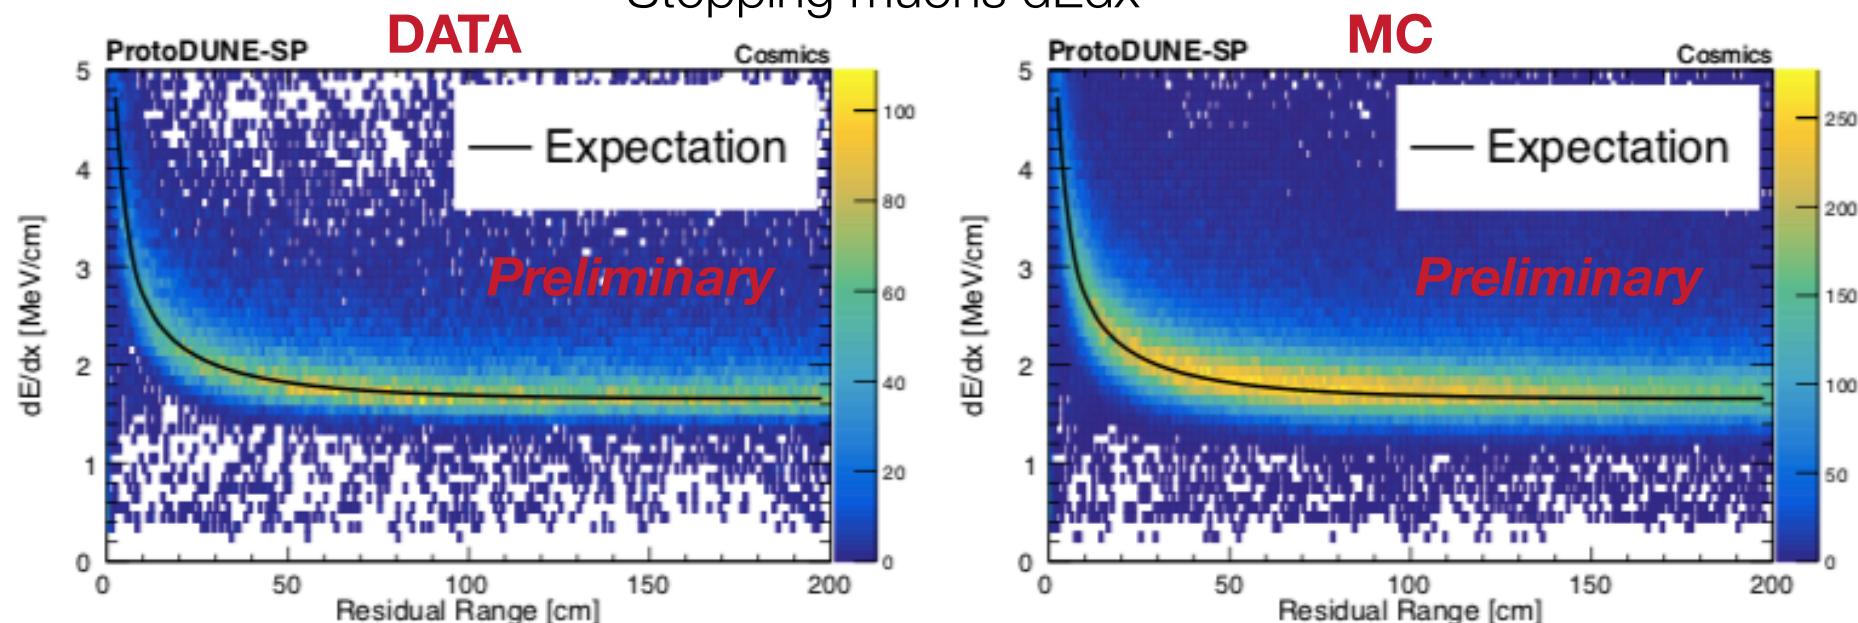 Stopping muons dEdx
DATA
MC
ProtoDUNE-SP
Cosmics
5
4
3
2
1
0
dE/dx [MeV/cm]
Expectation
Preliminary
0
50
100
150
200
Residual Range [cm]
100
80
60
40
20
0
ProtoDUNE-SP
Cosmics
5
4
3
2
1
0
dE/dx [MeV/cm]
Expectation
Preliminary
0
50
100
150
200
Residual Range [cm]
250
200
150
100
50
0